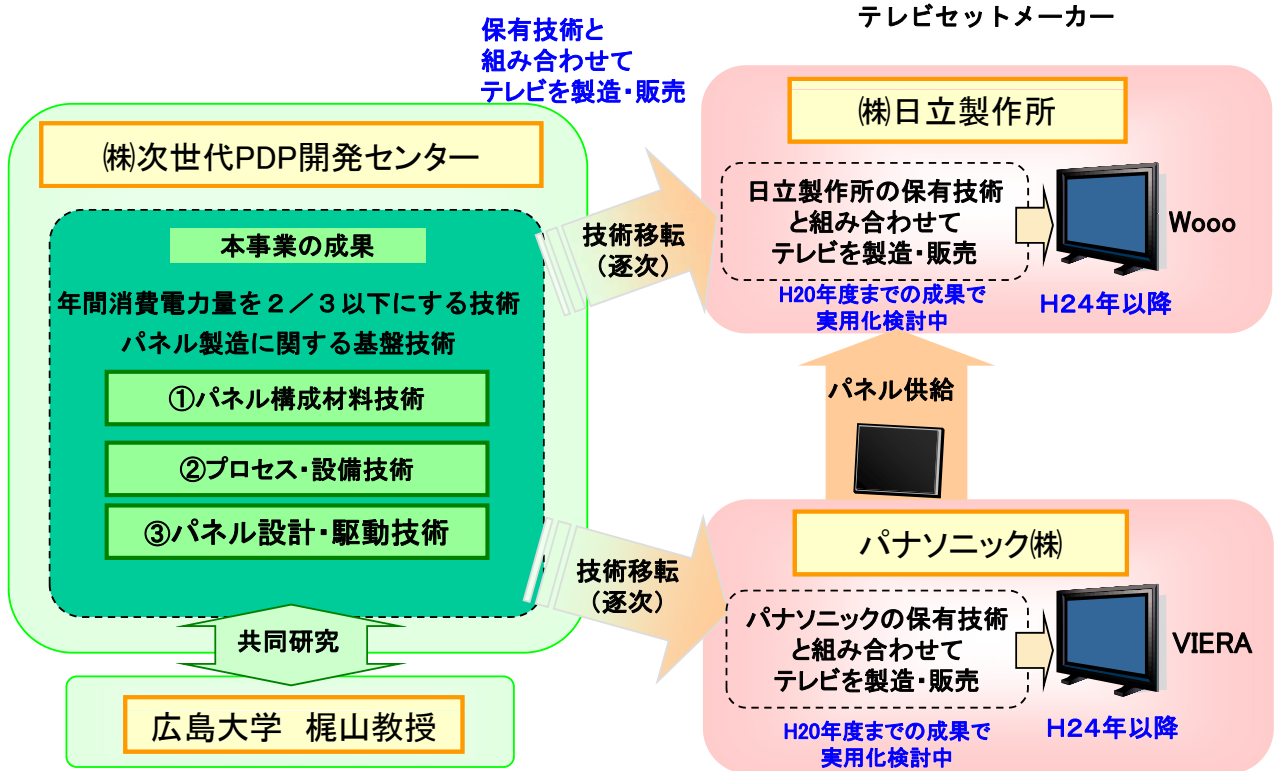 テレビセットメーカー
保有技術と
組み合わせて
テレビを製造・販売
㈱次世代PDP開発センター
本事業の成果
年間消費電力量を２／３以下にする技術
パネル製造に関する基盤技術
①パネル構成材料技術
②プロセス・設備技術
③パネル設計・駆動技術
共同研究
広島大学　梶山教授
技術移転
（逐次）
技術移転
（逐次）
㈱日立製作所
日立製作所の保有技術
と組み合わせて
テレビを製造・販売
Wooo
H20年度までの成果で
実用化検討中
H24年以降
パネル供給
パナソニック㈱
パナソニックの保有技術
と組み合わせて
テレビを製造・販売
VIERA
H20年度までの成果で
実用化検討中
H24年以降